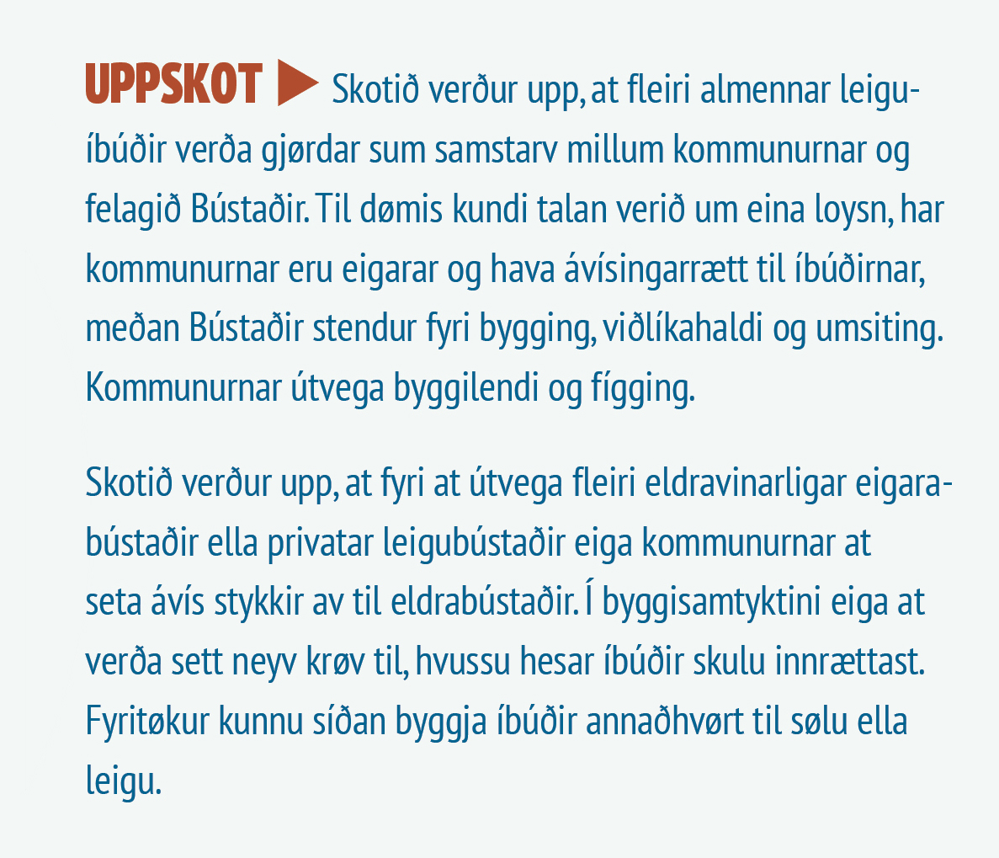 UPPSKOT ▶ Skotið verður upp, at fleiri almennar leigu-
íbúðir verða gjørdar sum samstarv millum kommunurnar og
felagið Bústaðir. Til dømis kundi talan verið um eina loysn, har
kommunurnar eru eigarar og hava ávísingarrætt til íbúðirnar,
meðan Bústaðir stendur fyri bygging, viðlíkahaldi og umsiting.
Kommunurnar útvega byggilendi og fígging.
Skotið verður upp, at fyri at útvega fleiri eldravinarligar eigara-
bústaðir ella privatar leigubústaðir eiga kommunurnar at
seta ávís stykkir av til eldrabústaðir. Í byggisamtyktini eiga at
verða sett neyv krøv til, hvussu hesar íbúðir skulu innrættast.
Fyritøkur kunnu síðan byggja íbúðir annaðhvørt til sølu ella
leigu.